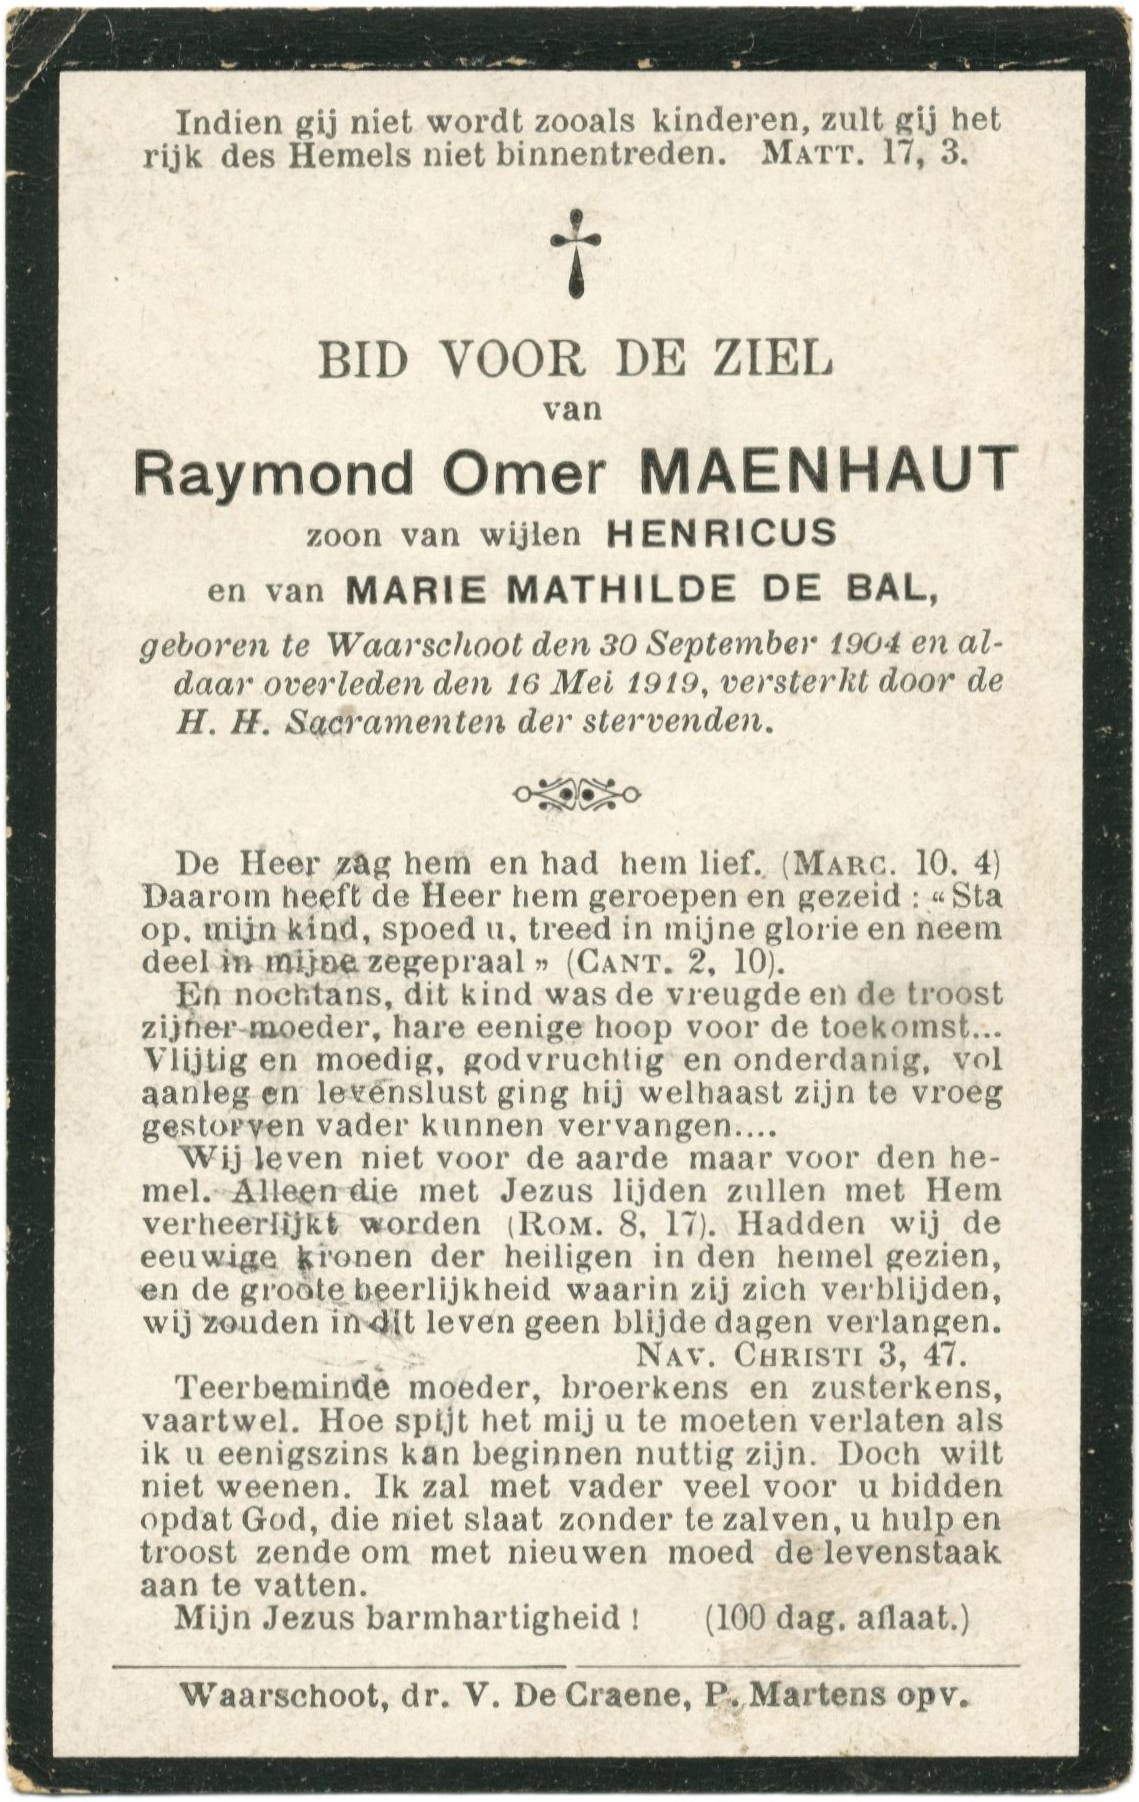 Indien gij niet wordt zooals kinderen, zult gij het
rijk des Hemels niet binnentreden. MATT. 17, 3.
BID VOOR DE ZIEL
van
Raymond Omer MAENHAUT
zoon van wijlen HENRICUS
en van MARIE MATHILDE DE BAL,
geboren te Waarschoot den 30 September 1904 en al-
daar overleden den 16 Mei 1919, versterkt door de
H. H. Sacramenten der stervenden.
De Heer zag hem en had hem lief. (MARC. 10. 4)
Daarom heeft de Heer hem geroepen en gezeid : “Sta
op, mijn kind, spoed u, treed in mijne glorie en neem
deel in mijne zegepraal„ (CANT. 2, 10).
En nochtans, dit kind was de vreugde en de troost
zijner moeder, hare eenige hoop voor de toekomst...
Vlijtig en moedig, godvruchtig en onderdanig, vol
aanleg en levenslust ging hij welhaast zijn te vroeg
gestorven vader kunnen vervangen....
Wij leven niet voor de aarde maar voor den he-
mel. Alleen die met Jezus lijden zullen met Hem
verheerlijkt worden (ROM. 8, 17). Hadden wij de
eeuwige kronen der heiligen in den hemel gezien,
en de groote heerlijkheid waarin zij zich verblijden,
wij zouden in dit leven geen blijde dagen verlangen.
NAV. CHRISTI 3, 47.
Teerbeminde moeder, broerkens en zusterkens,
vaartwel. Hoe spijt het mij u te moeten verlaten als
ik u eenigszins kan beginnen nuttig zijn. Doch wilt
niet weenen. Ik zal met vader veel voor u bidden
opdat God, die niet slaat zonder te zalven, u hulp en
troost zende om met nieuwen moed de levenstaak
aan te vatten.
Mijn Jezus barmhartigheid ! (100 dag. aflaat.)
Waarschoot, dr. V. De Craene, P. Martens opv.